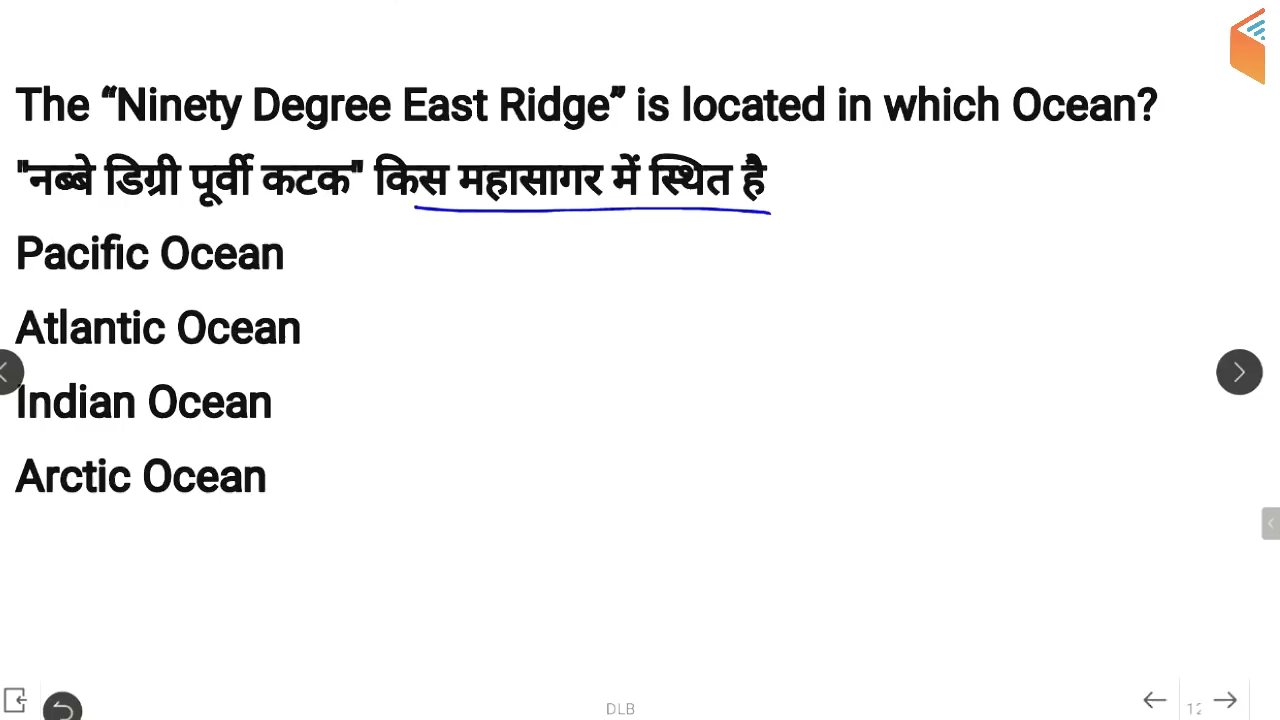 The “Ninety Degree East Ridge” is located in which Ocean?
"नब्बे डिग्री पूर्वी कटक" किस महासागर में स्थित है
Pacific Ocean
Atlantic Ocean
Indian Ocean
Arctic Ocean
DLB
12